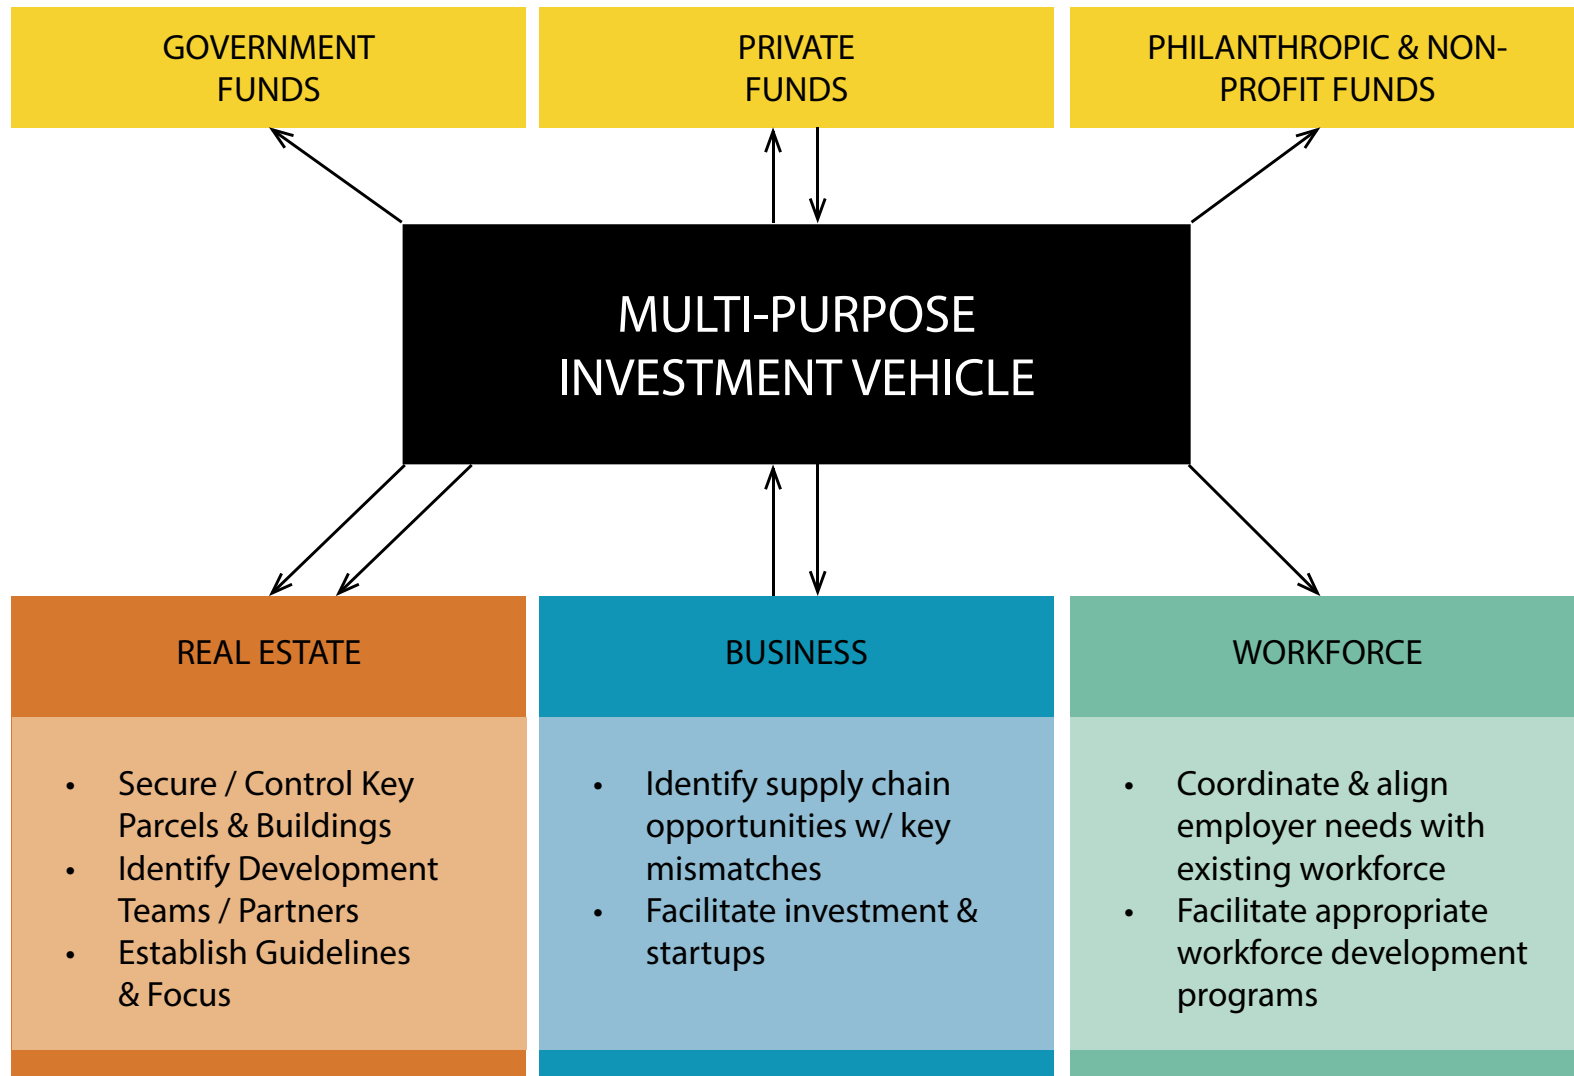 GOVERNMENT
FUNDS
PRIVATE
FUNDS
PHILANTHROPIC & NON-
PROFIT FUNDS
MULTI-PURPOSE
INVESTMENT VEHICLE
REAL ESTATE
• Secure / Control Key
Parcels & Buildings
• Identify Development
Teams / Partners
• Establish Guidelines
& Focus
BUSINESS
• Identify supply chain
opportunities w/ key
mismatches
• Facilitate investment &
startups
WORKFORCE
• Coordinate & align
employer needs with
existing workforce
• Facilitate appropriate
workforce development
programs